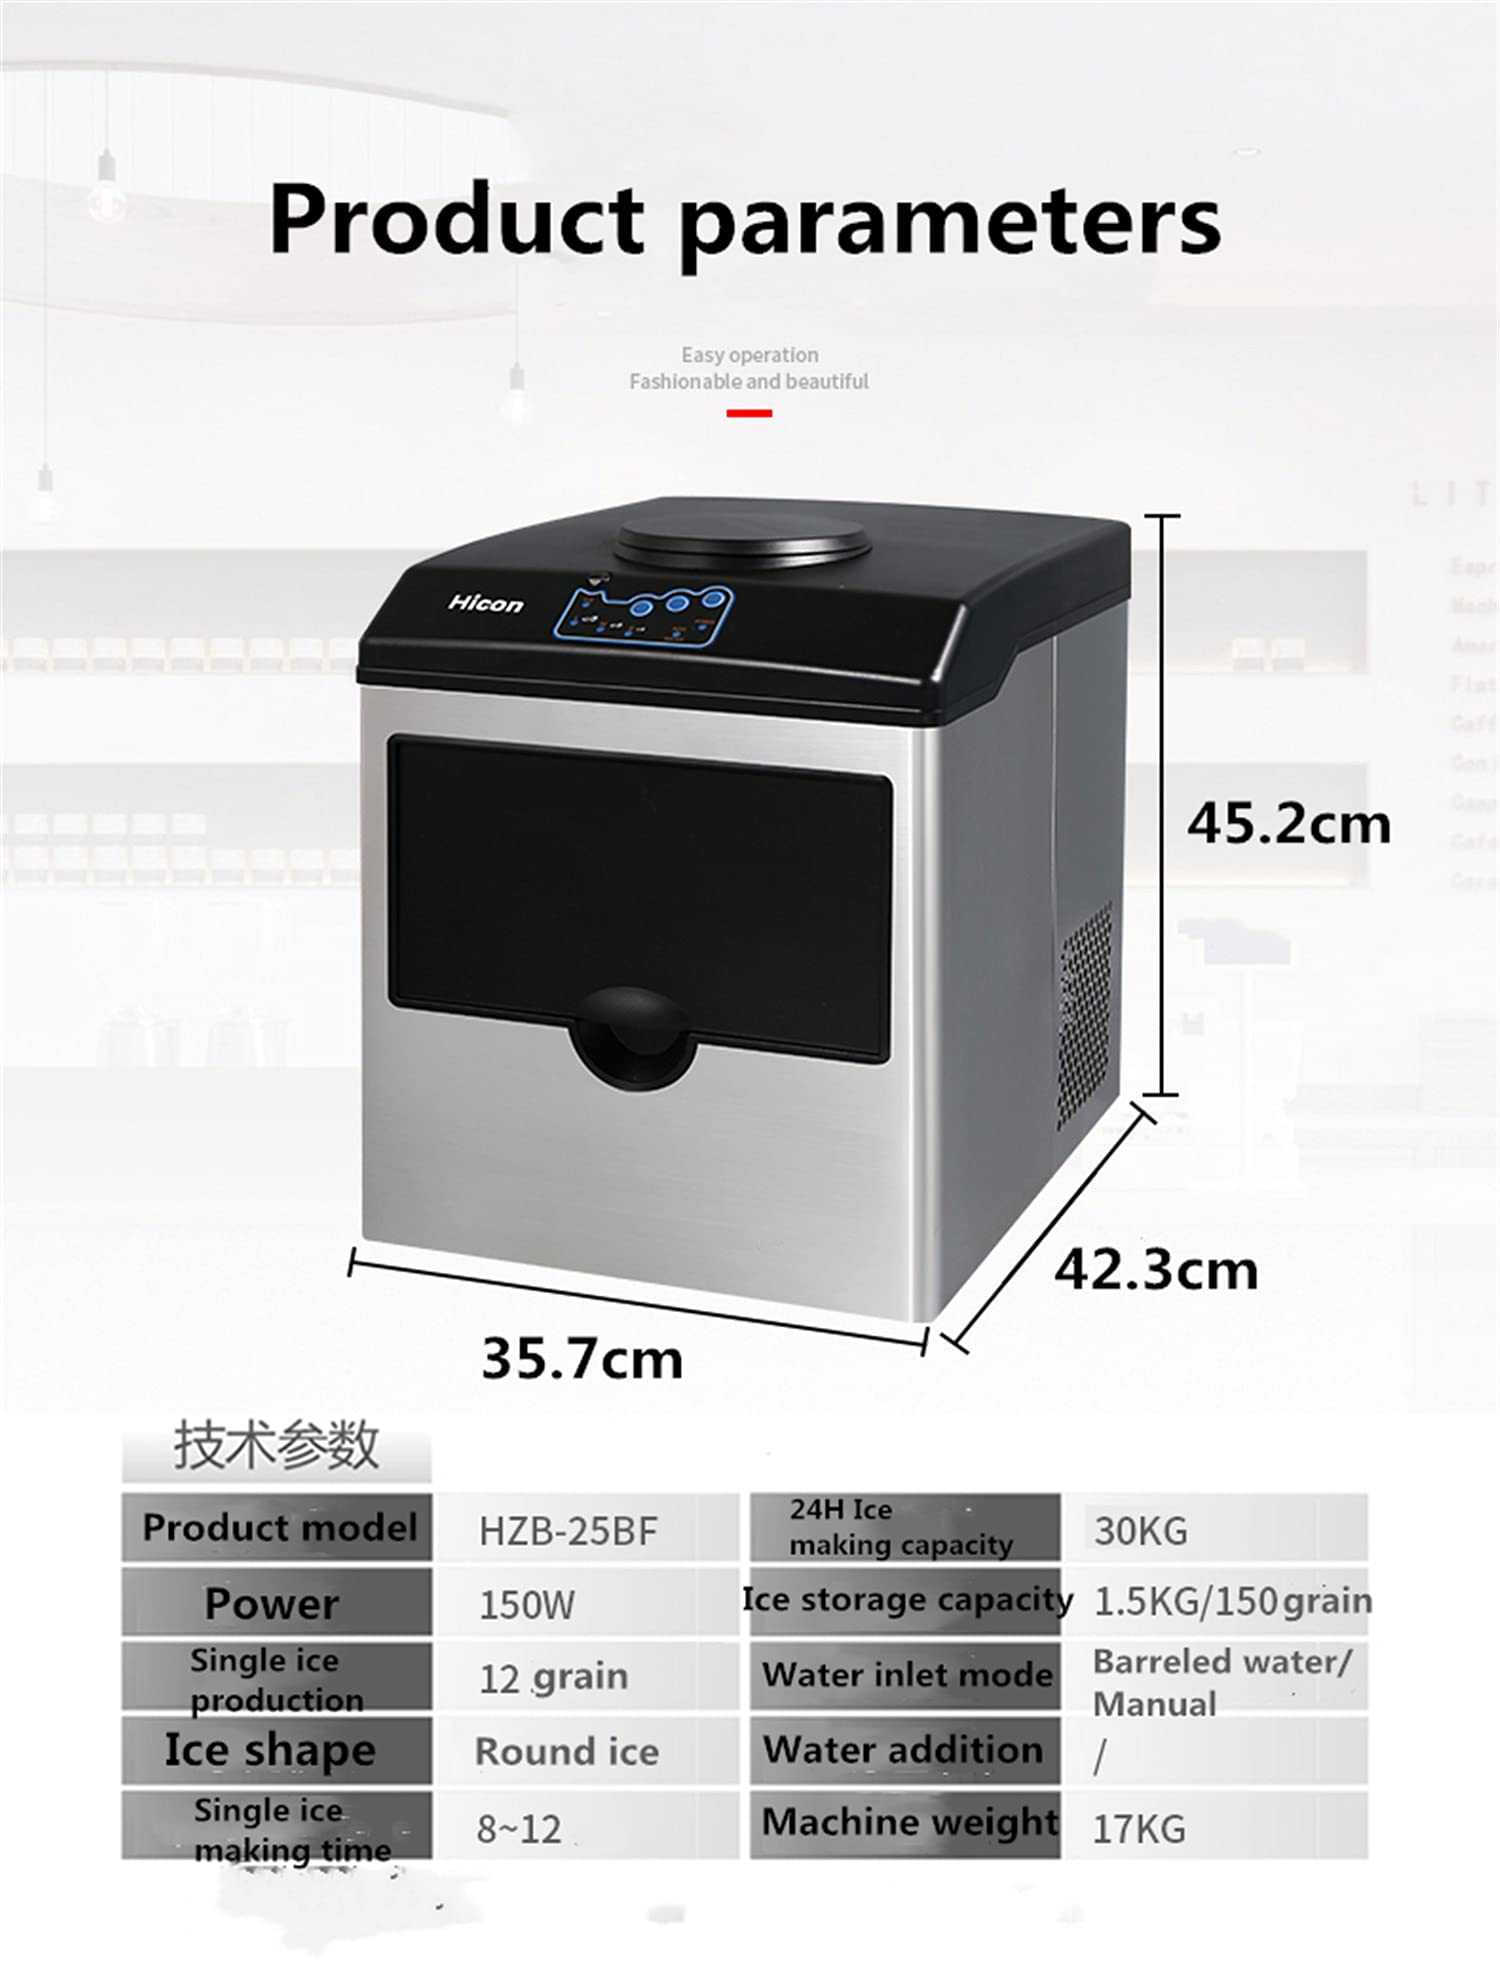 Product parameters
Easy operation
Fashionable and beautiful
LIT
Hicon
45.2cm
42.3cm
35.7cm
技术参数
Product model HZB-25BF 24H Ice making capacity 30KG
Power 150W Ice storage capacity 1.5KG/150grain
Single ice production 12 grain Water inlet mode Barreled water/ Manual
Ice shape Round ice Water addition /
Single ice making time 8~12 Machine weight 17KG